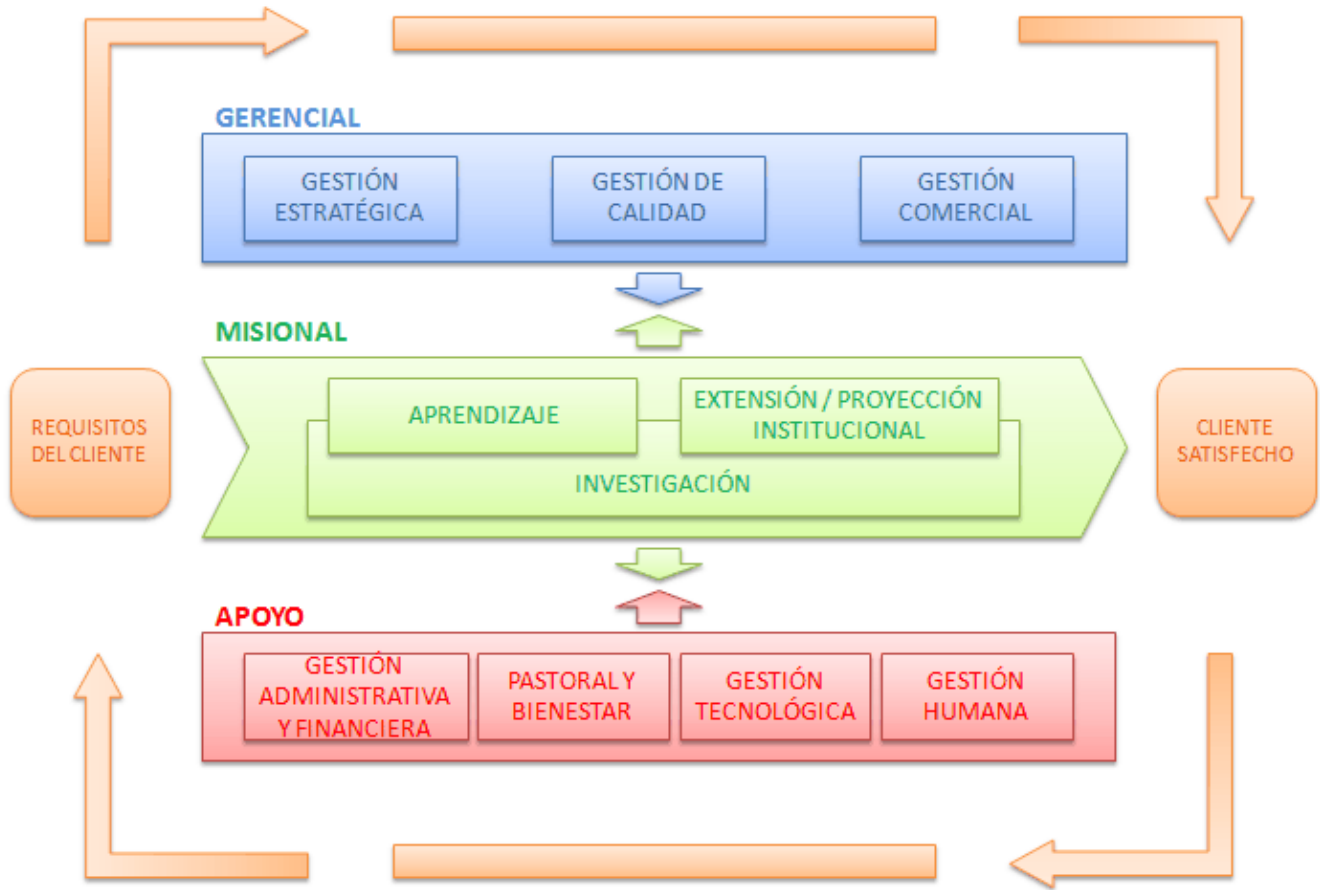 GERENCIAL
GESTIÓN
ESTRATÉGICA
GESTIÓN DE
CALIDAD
GESTIÓN
COMERCIAL
MISIONAL
REQUISITOS
DEL CLIENTE
APRENDIZAJE
EXTENSIÓN / PROYECCIÓN
INSTITUCIONAL
INVESTIGACIÓN
CLIENTE
SATISFECHO
APOYO
GESTIÓN
ADMINISTRATIVA
Y FINANCIERA
PASTORAL Y
BIENESTAR
GESTIÓN
TECNOLÓGICA
GESTIÓN
HUMANA